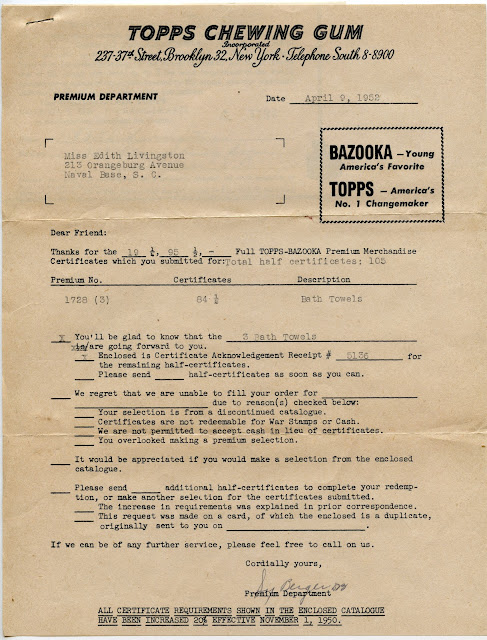 TOPPS CHEWING GUM
Incorporated
237-37th Street, Brooklyn 32, New York · Telephone South 8-8900
PREMIUM DEPARTMENT
Date April 9, 1952
BAZOOKA — Young
America's Favorite
TOPPS — America's
No. 1 Changemaker
Miss Edith Livingston
213 Orangeburg Avenue
Naval Base, S. C.
Dear Friend:
Thanks for the 10 ¼, 95 ½, - Full TOPPS-BAZOOKA Premium Merchandise
Certificates which you submitted for: Total half certificates: 105
Premium No. Certificates Description
1728 (3) 84 ½ Bath Towels
X You'll be glad to know that the 3 Bath Towels
is/are going forward to you.
X Enclosed is Certificate Acknowledgement Receipt # 5136 for
the remaining half-certificates.
Please send half-certificates as soon as you can.
We regret that we are unable to fill your order for
due to reason(s) checked below:
Your selection is from a discontinued catalogue.
Certificates are not redeemable for War Stamps or Cash.
We are not permitted to accept cash in lieu of certificates.
You overlooked making a premium selection.
It would be appreciated if you would make a selection from the enclosed
catalogue.
Please send additional half-certificates to complete your redemp-
tion, or make another selection for the certificates submitted.
The increase in requirements was explained in prior correspondence.
This request was made on a card, of which the enclosed is a duplicate,
originally sent to you on .
If we can be of any further service, please feel free to call on us.
Cordially yours,
Berger
Premium Department
ALL CERTIFICATE REQUIREMENTS SHOWN IN THE ENCLOSED CATALOGUE
HAVE BEEN INCREASED 20% EFFECTIVE NOVEMBER 1, 1950.